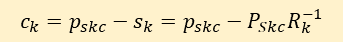 $c_k = p_{skc} - s_k = p_{skc} - P_{Skc} R_k^{-1}$